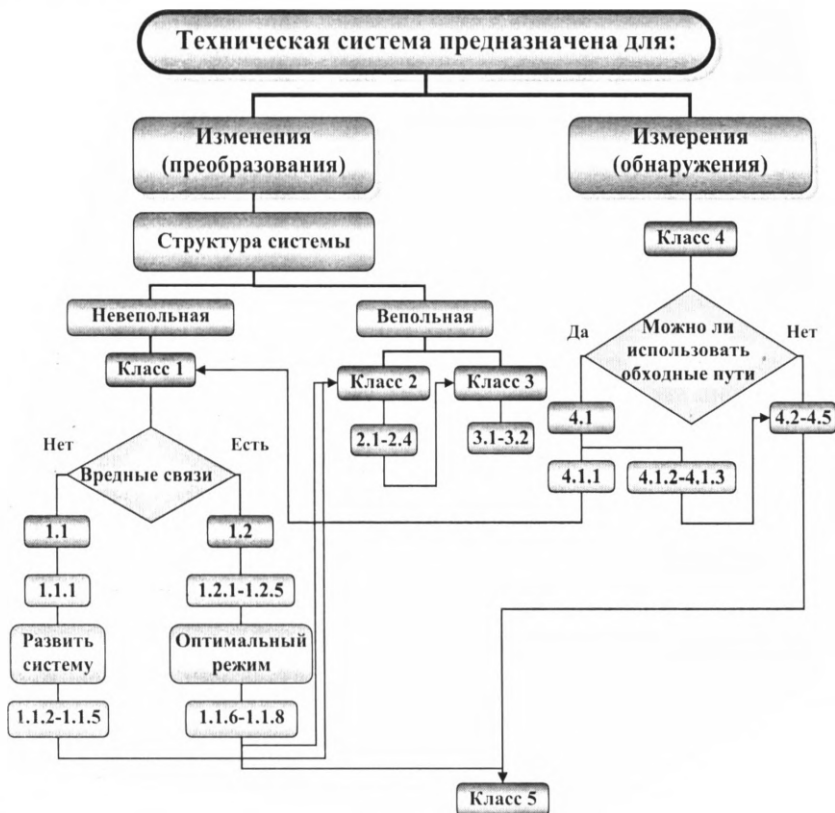 Техническая система предназначена для:
Изменения
(преобразования)
Измерения
(обнаружения)
Структура системы
Класс 4
Невепольная
Вепольная
Да
Можно ли
использовать
обходные пути
Нет
Класс 1
Класс 2
Класс 3
4.1
4.2-4.5
2.1-2.4
3.1-3.2
Нет
Есть
Вредные связи
4.1.1
4.1.2-4.1.3
1.1
1.2
1.1.1
1.2.1-1.2.5
Развить
систему
Оптимальный
режим
1.1.2-1.1.5
1.1.6-1.1.8
Класс 5